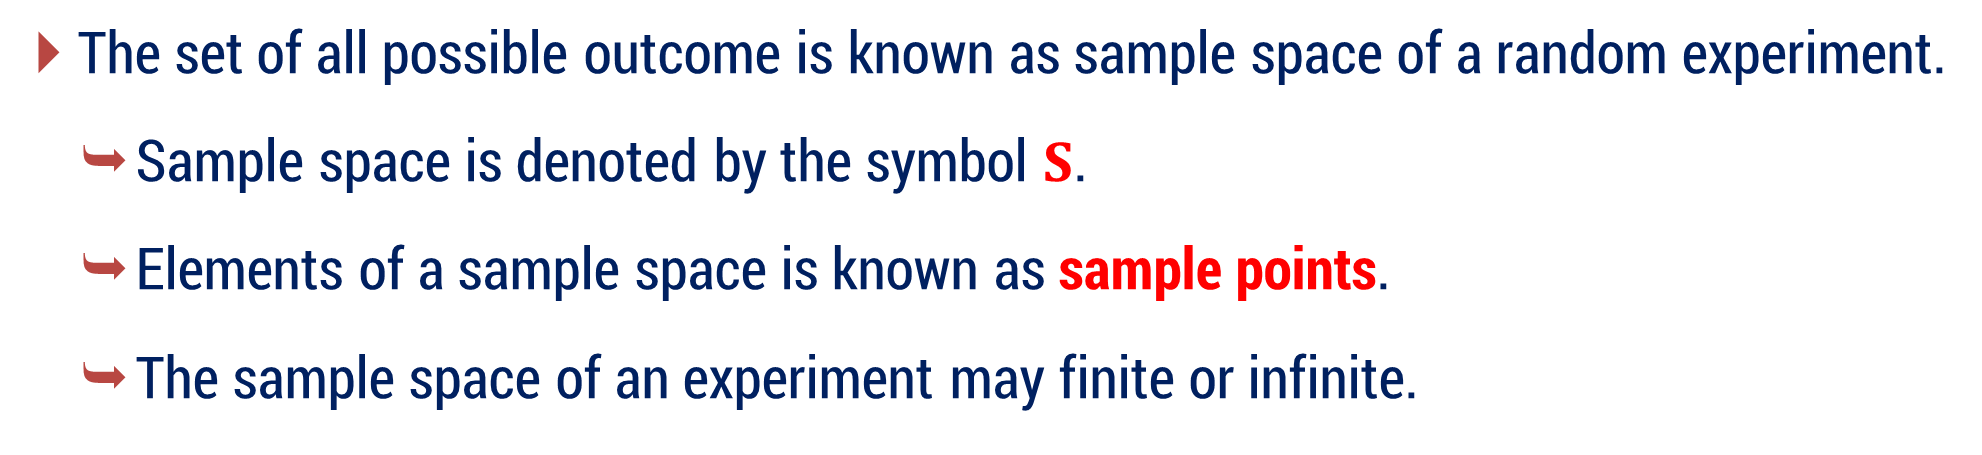 The set of all possible outcome is known as sample space of a random experiment.
Sample space is denoted by the symbol S.
Elements of a sample space is known as sample points.
The sample space of an experiment may finite or infinite.